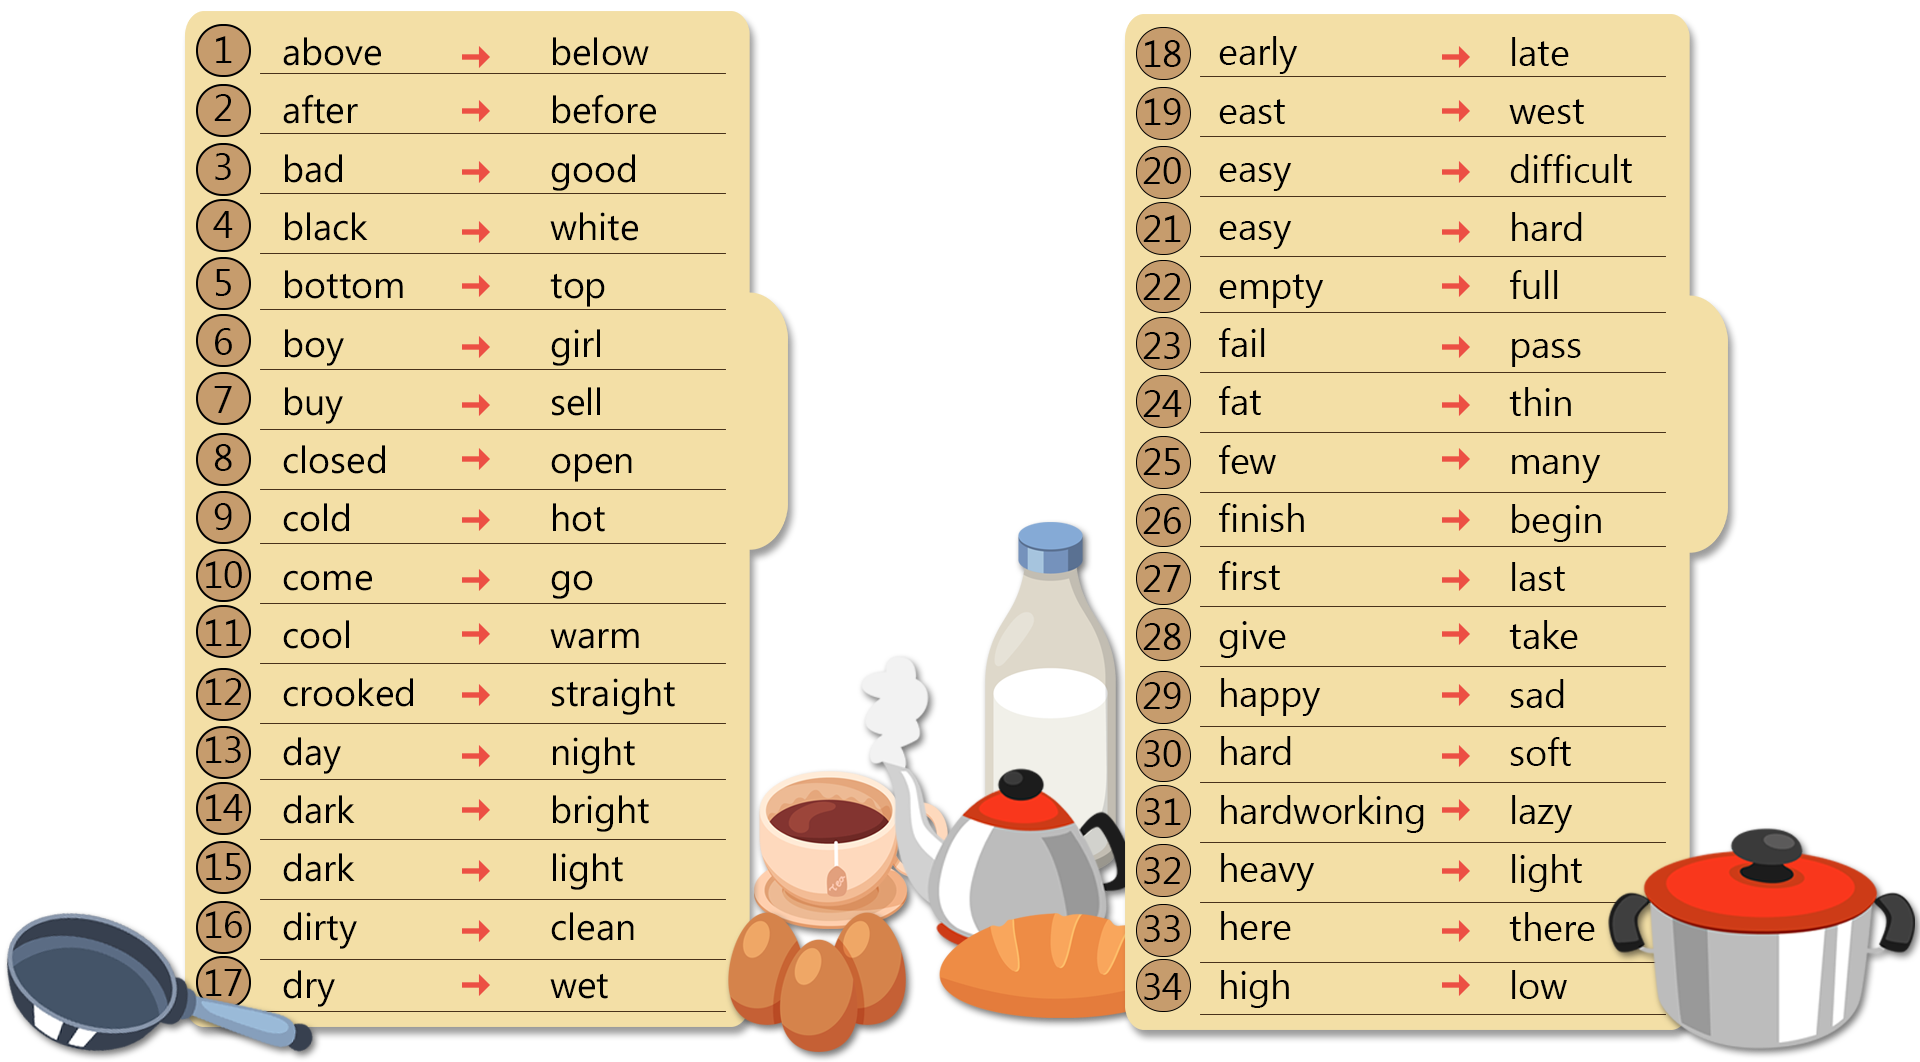 1 above → below
2 after → before
3 bad → good
4 black → white
5 bottom → top
6 boy → girl
7 buy → sell
8 closed → open
9 cold → hot
10 come → go
11 cool → warm
12 crooked → straight
13 day → night
14 dark → bright
15 dark → light
16 dirty → clean
17 dry → wet
tea
18 early → late
19 east → west
20 easy → difficult
21 easy → hard
22 empty → full
23 fail → pass
24 fat → thin
25 few → many
26 finish → begin
27 first → last
28 give → take
29 happy → sad
30 hard → soft
31 hardworking → lazy
32 heavy → light
33 here → there
34 high → low